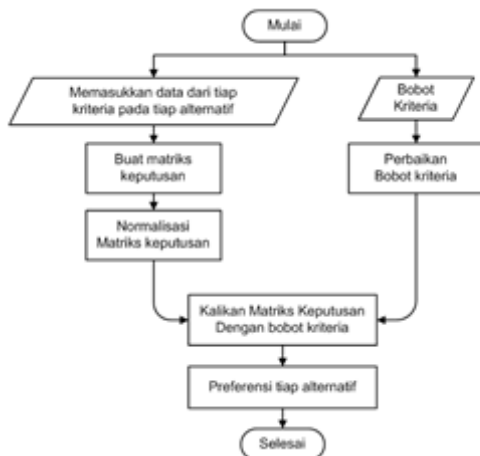 Mulai
Memasukkan data dari tiap
kriteria pada tiap alternatif
Bobot
Kriteria
Buat matriks
keputusan
Perbaikan
Bobot kriteria
Normalisasi
Matriks keputusan
Kalikan Matriks Keputusan
Dengan bobot kriteria
Preferensi tiap alternatif
Selesai